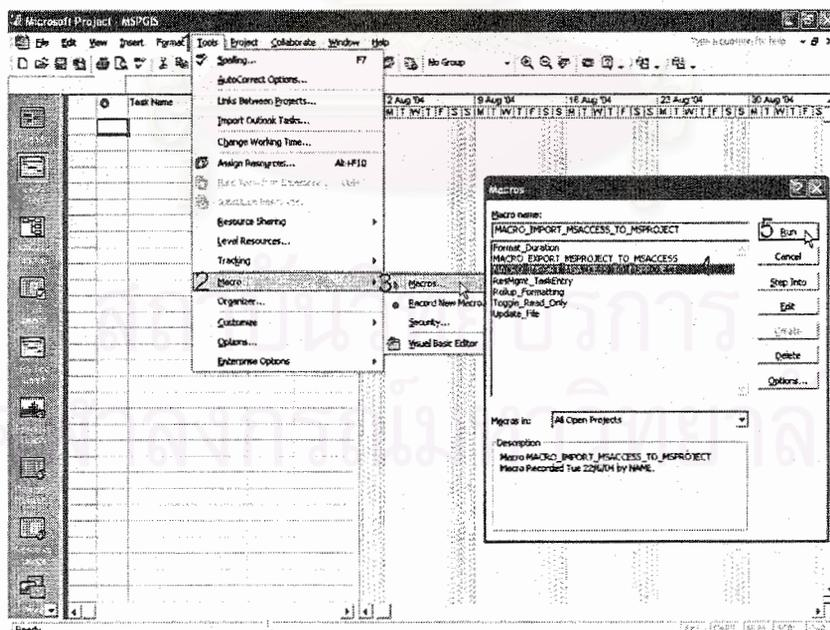 Microsoft Project - MSPGIS
File Edit View Insert Format Tools Project Collaborate Window Help
No Group
Task Name
2 Aug '04 9 Aug '04 16 Aug '04 23 Aug '04 30 Aug '04
M T W T F S S M T W T F S S M T W T F S S M T W T F S S M T W T F S S
Spelling... F7
AutoCorrect Options...
Links Between Projects...
Import Outlook Tasks...
Change Working Time...
Assign Resources... Alt+F10
Resource Sharing
Level Resources...
Tracking
2 Macro
Organizer...
Customize
Options...
Enterprise Options
3 Macros...
Record New Macro
Security...
Visual Basic Editor
Macros
Macro name:
MACRO_IMPORT_MSACCESS_TO_MSPROJECT
Format_Duration
MACRO_EXPORT_MSPROJECT_TO_MSACCESS
4
ResMgmt_TaskEntry
Rollup_Formatting
Toggle_Read_Only
Update_File
5 Run
Cancel
Step Into
Edit
Create
Delete
Options...
Macros in: All Open Projects
Description
Macro MACRO_IMPORT_MSACCESS_TO_MSPROJECT
Macro Recorded Tue 22/6/04 by NAME.
Ready